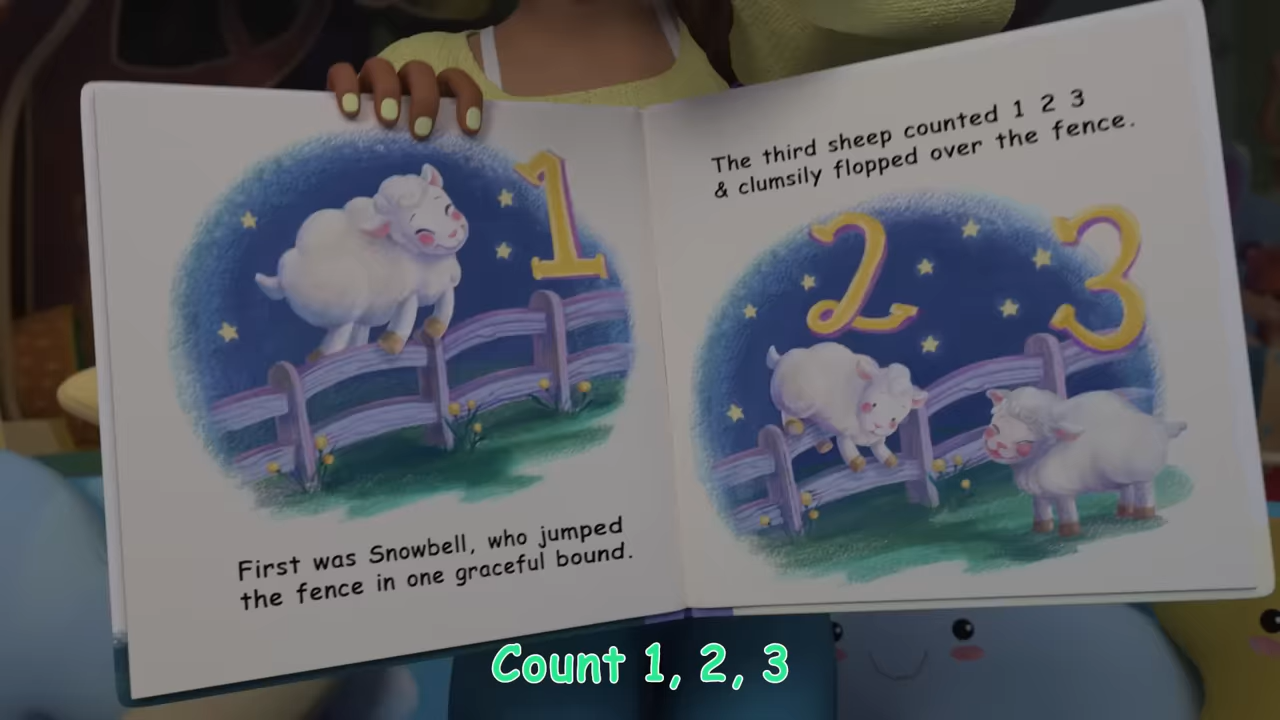 1
First was Snowbell, who jumped
the fence in one graceful bound.
The third sheep counted 1 2 3
& clumsily flopped over the fence.
2 3
Count 1, 2, 3